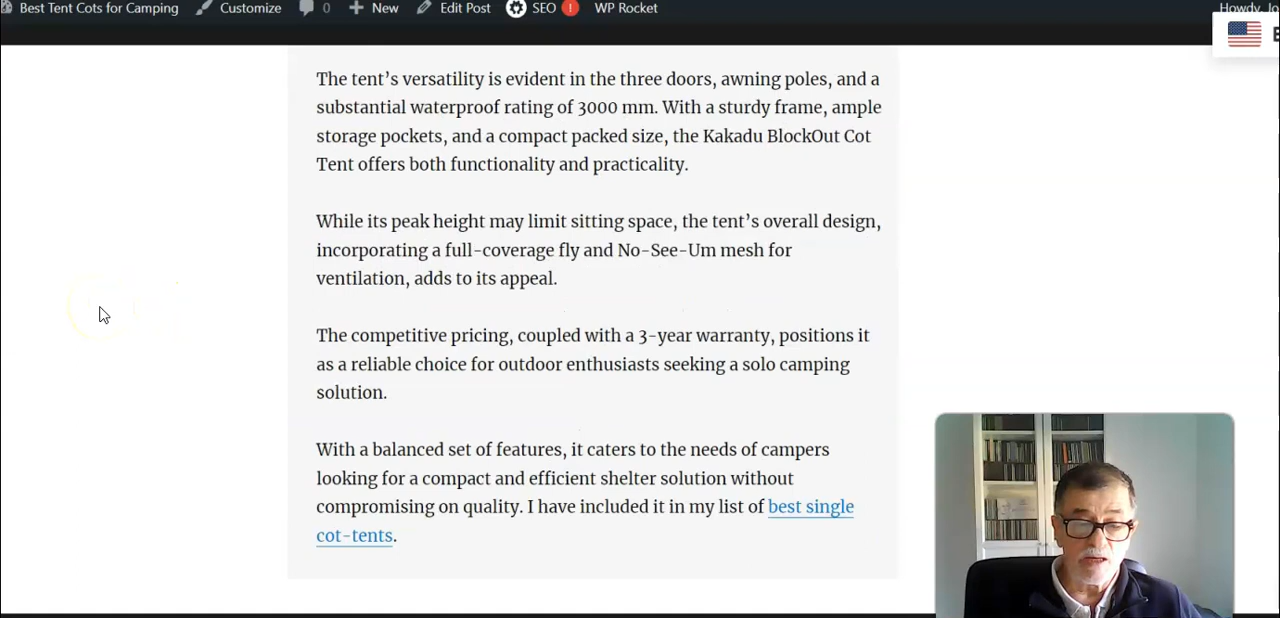 Best Tent Cots for Camping Customize 0 New Edit Post SEO ! WP Rocket Howdy, Jo
E
The tent’s versatility is evident in the three doors, awning poles, and a
substantial waterproof rating of 3000 mm. With a sturdy frame, ample
storage pockets, and a compact packed size, the Kakadu BlockOut Cot
Tent offers both functionality and practicality.
While its peak height may limit sitting space, the tent’s overall design,
incorporating a full-coverage fly and No-See-Um mesh for
ventilation, adds to its appeal.
The competitive pricing, coupled with a 3-year warranty, positions it
as a reliable choice for outdoor enthusiasts seeking a solo camping
solution.
With a balanced set of features, it caters to the needs of campers
looking for a compact and efficient shelter solution without
compromising on quality. I have included it in my list of best single
cot-tents.